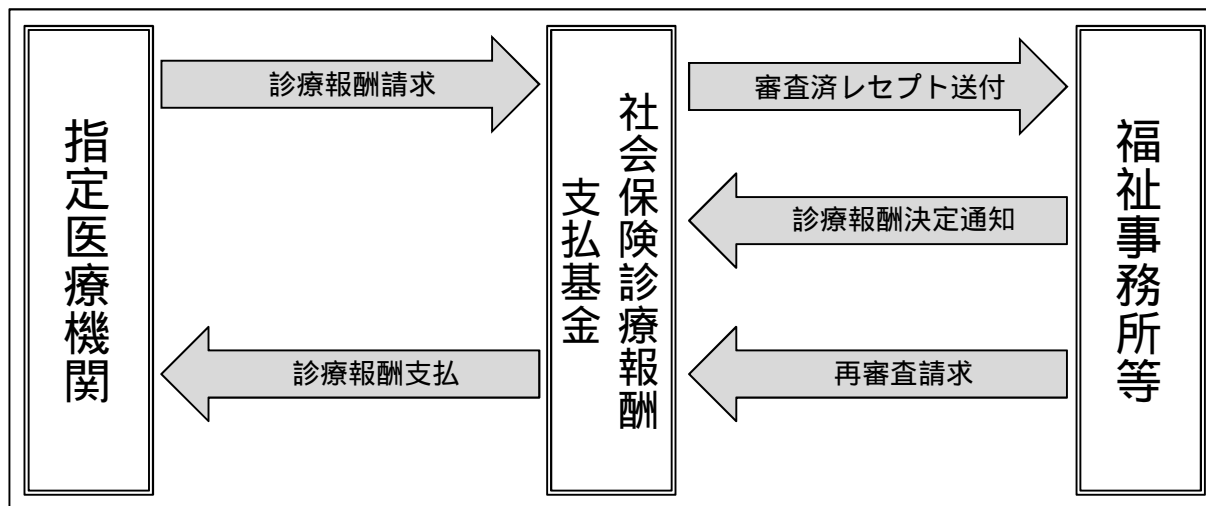 指定医療機関
診療報酬請求
診療報酬支払
社会保険診療報酬
支払基金
審査済レセプト送付
診療報酬決定通知
再審査請求
福祉事務所等